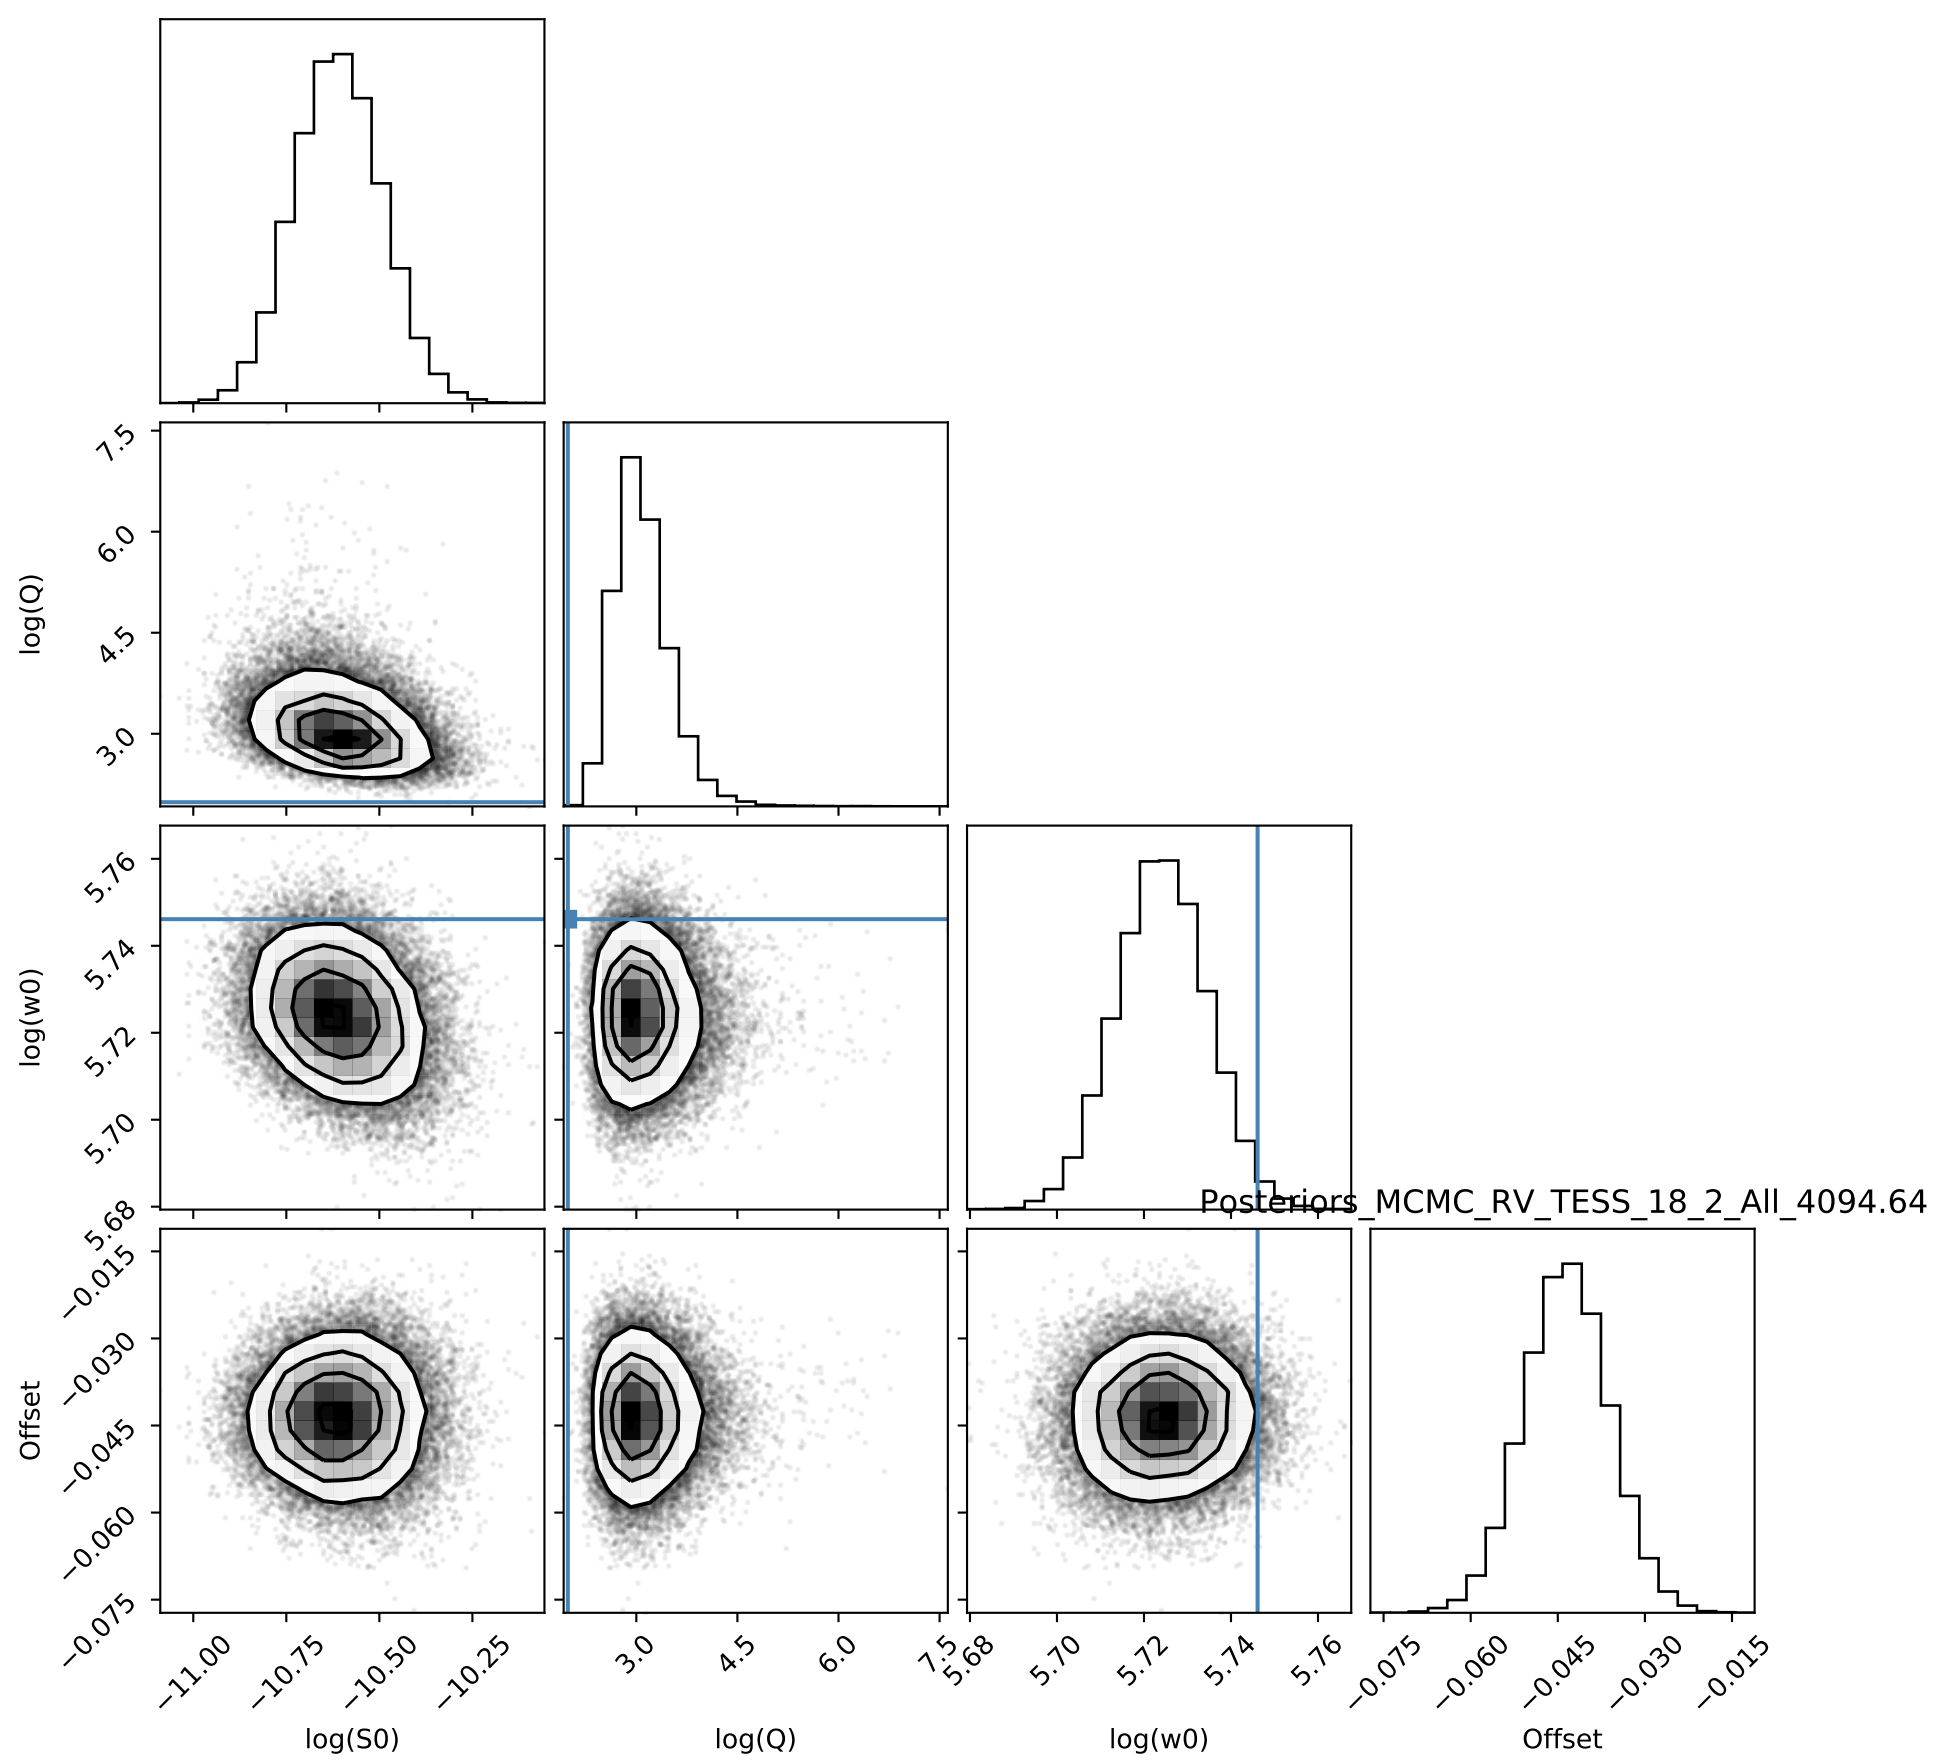 7.5
6.0
4.5
3.0
log(Q)
5.76
5.74
5.72
5.70
5.68
log(w0)
Posteriors_MCMC_RV_TESS_18_2_All_4094.64
−0.015
−0.030
−0.045
−0.060
−0.075
Offset
−11.00 −10.75 −10.50 −10.25 3.0 4.5 6.0 7.5 5.68 5.70 5.72 5.74 5.76 −0.075 −0.060 −0.045 −0.030 −0.015
log(S0) log(Q) log(w0) Offset